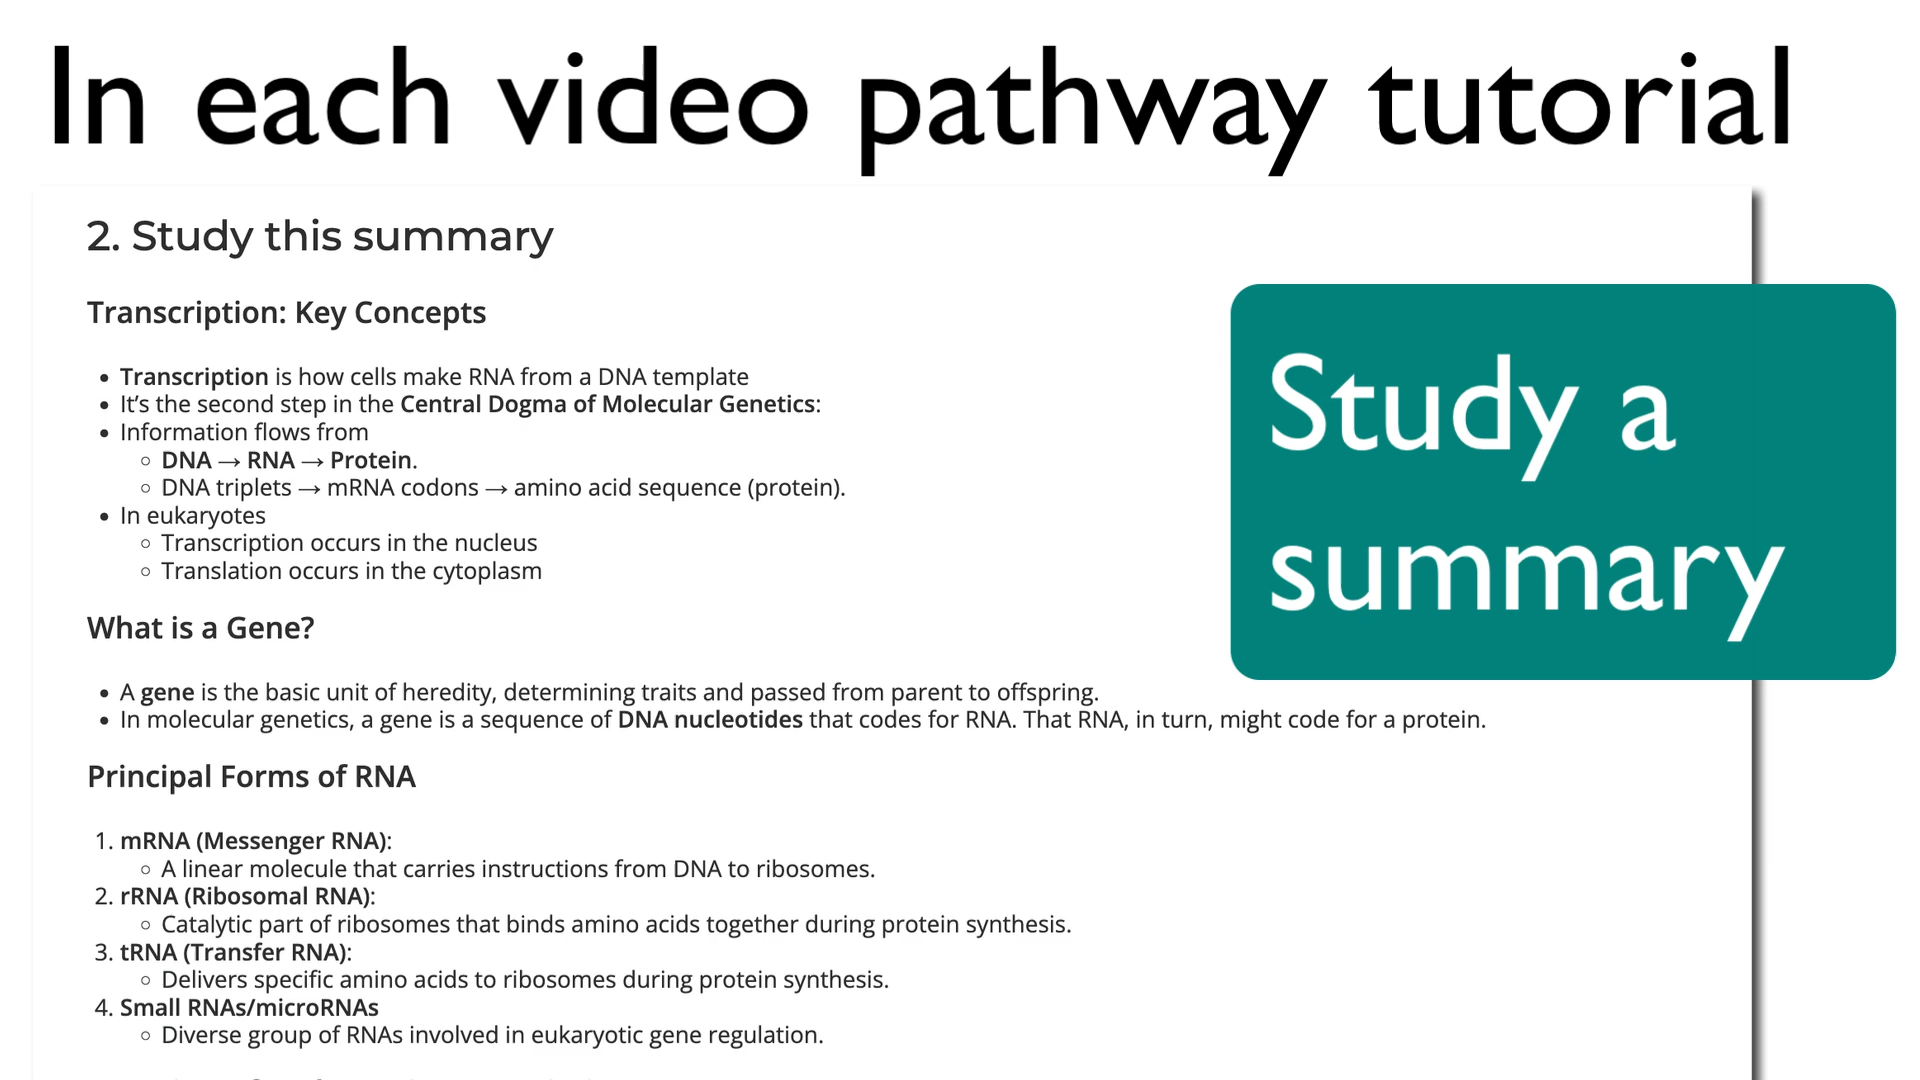 In each video pathway tutorial
2. Study this summary
Transcription: Key Concepts
• Transcription is how cells make RNA from a DNA template
• It’s the second step in the Central Dogma of Molecular Genetics:
• Information flows from
○ DNA → RNA → Protein.
○ DNA triplets → mRNA codons → amino acid sequence (protein).
• In eukaryotes
○ Transcription occurs in the nucleus
○ Translation occurs in the cytoplasm
Study a
summary
What is a Gene?
• A gene is the basic unit of heredity, determining traits and passed from parent to offspring.
• In molecular genetics, a gene is a sequence of DNA nucleotides that codes for RNA. That RNA, in turn, might code for a protein.
Principal Forms of RNA
1. mRNA (Messenger RNA):
○ A linear molecule that carries instructions from DNA to ribosomes.
2. rRNA (Ribosomal RNA):
○ Catalytic part of ribosomes that binds amino acids together during protein synthesis.
3. tRNA (Transfer RNA):
○ Delivers specific amino acids to ribosomes during protein synthesis.
4. Small RNAs/microRNAs
○ Diverse group of RNAs involved in eukaryotic gene regulation.